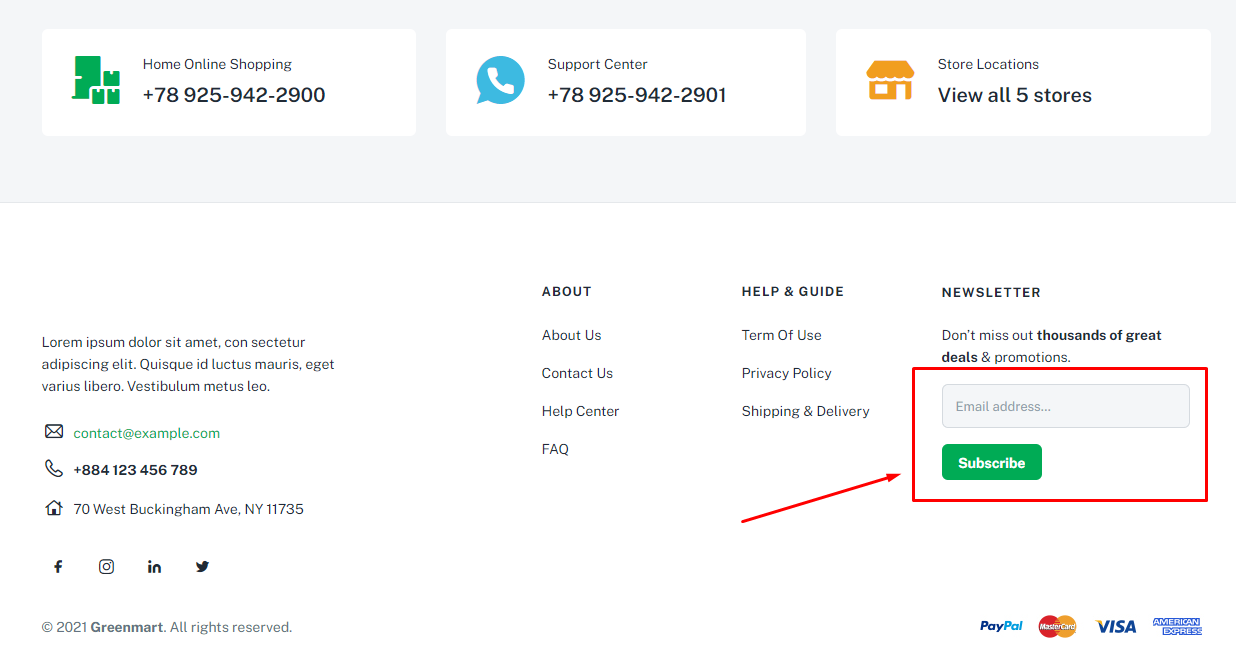 Home Online Shopping
+78 925-942-2900
Support Center
+78 925-942-2901
Store Locations
View all 5 stores
Lorem ipsum dolor sit amet, con sectetur
adipiscing elit. Quisque id luctus mauris, eget
varius libero. Vestibulum metus leo.
contact@example.com
+884 123 456 789
70 West Buckingham Ave, NY 11735
ABOUT
About Us
Contact Us
Help Center
FAQ
HELP & GUIDE
Term Of Use
Privacy Policy
Shipping & Delivery
NEWSLETTER
Don't miss out thousands of great
deals & promotions.
Email address...
Subscribe
© 2021 Greenmart. All rights reserved.
PayPal
MasterCard
VISA
AMERICAN
EXPRESS